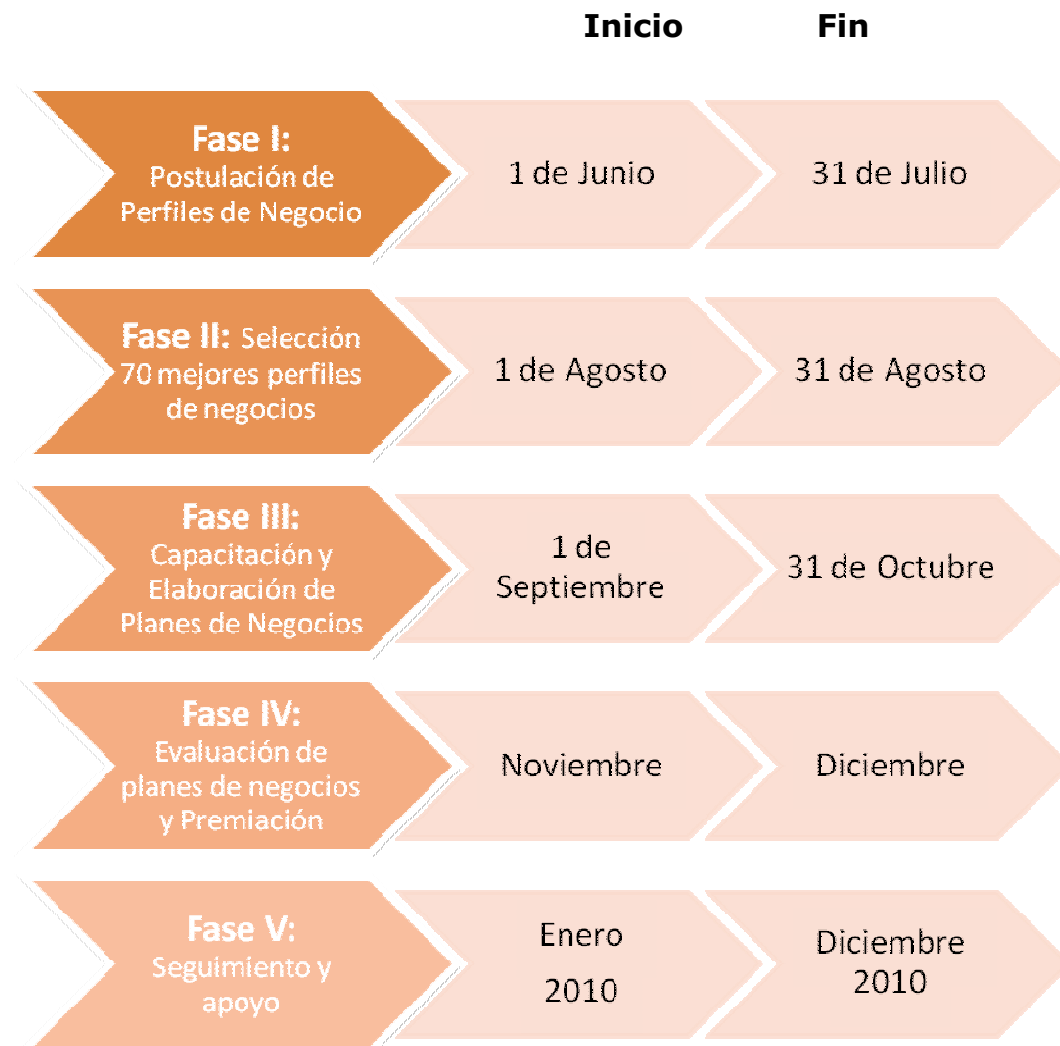 Inicio Fin
Fase I:
Postulación de
Perfiles de Negocio
1 de Junio
31 de Julio
Fase II: Selección
70 mejores perfiles
de negocios
1 de Agosto
31 de Agosto
Fase III:
Capacitación y
Elaboración de
Planes de Negocios
1 de
Septiembre
31 de Octubre
Fase IV:
Evaluación de
planes de negocios
y Premiación
Noviembre
Diciembre
Fase V:
Seguimiento y
apoyo
Enero
2010
Diciembre
2010